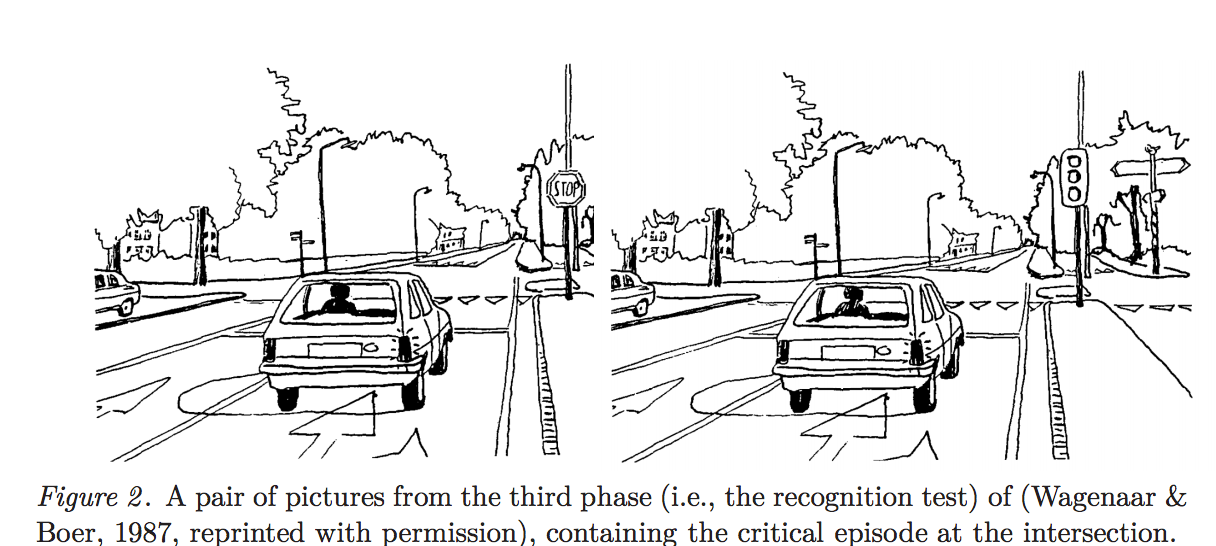 STOP
Figure 2. A pair of pictures from the third phase (i.e., the recognition test) of (Wagenaar &
Boer, 1987, reprinted with permission), containing the critical episode at the intersection.